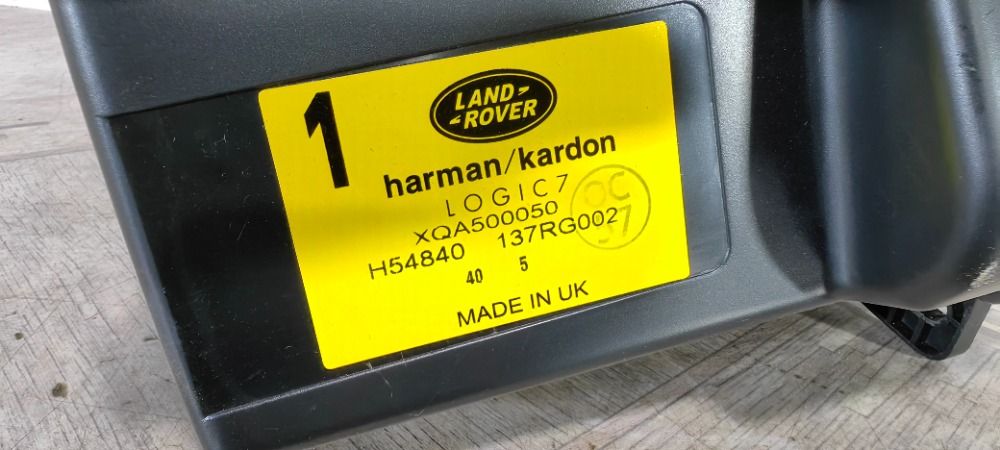 1
LAND
ROVER
harman/kardon
LOGIC7
XQA500050
H54840 137RG002
40 5
MADE IN UK